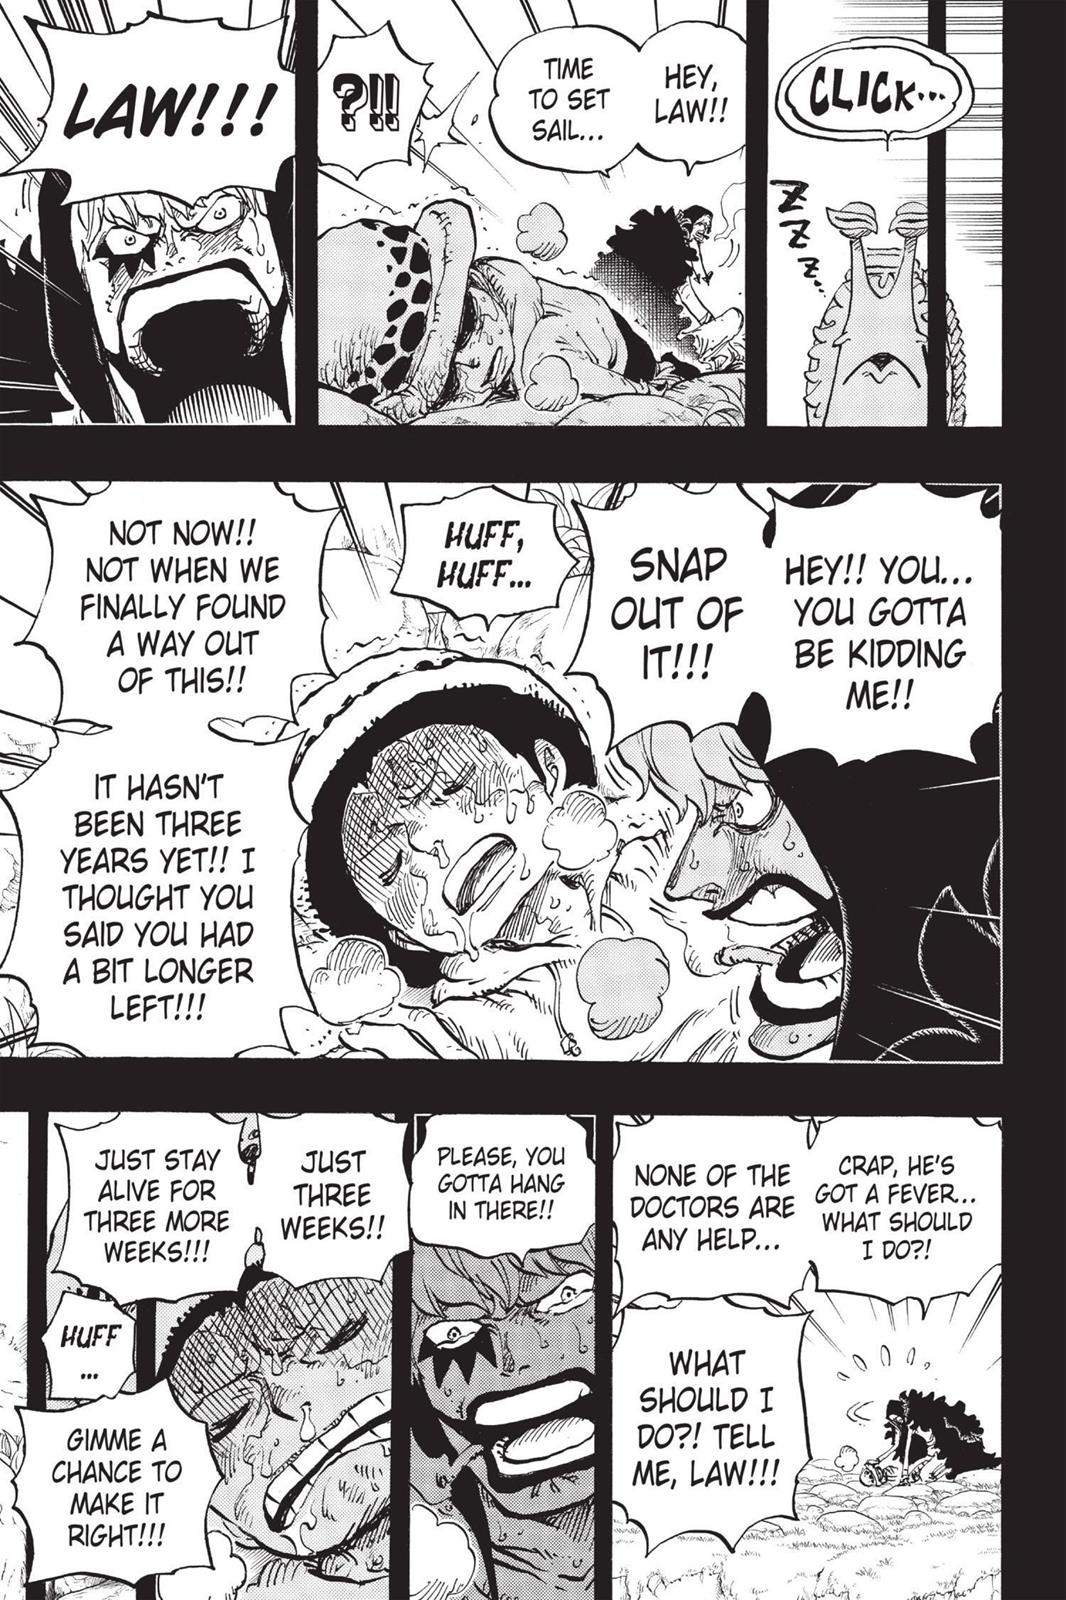 CLICK...
Z
Z
Z
HEY,
LAW!!
TIME
TO SET
SAIL...
?!!
LAW!!!
HEY!! YOU...
YOU GOTTA
BE KIDDING
ME!!
SNAP
OUT OF
IT!!!
HUFF,
HUFF...
NOT NOW!!
NOT WHEN WE
FINALLY FOUND
A WAY OUT
OF THIS!!
IT HASN'T
BEEN THREE
YEARS YET!! I
THOUGHT YOU
SAID YOU HAD
A BIT LONGER
LEFT!!!
CRAP, HE'S
GOT A FEVER...
WHAT SHOULD
I DO?!
NONE OF THE
DOCTORS ARE
ANY HELP...
WHAT
SHOULD I
DO?! TELL
ME, LAW!!!
PLEASE, YOU
GOTTA HANG
IN THERE!!
JUST
THREE
WEEKS!!
JUST STAY
ALIVE FOR
THREE MORE
WEEKS!!!
HUFF
...
GIMME A
CHANCE TO
MAKE IT
RIGHT!!!